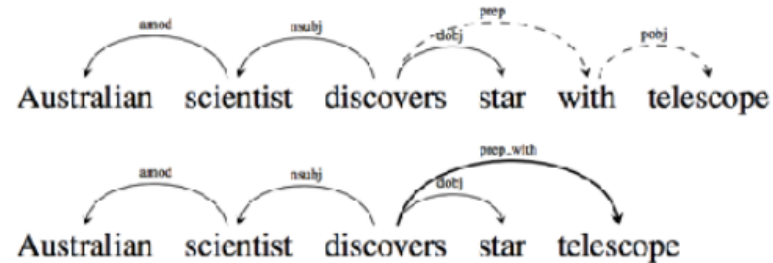 prep
amod nsubj dobj pobj
Australian scientist discovers star with telescope
prep_with
amod nsubj dobj
Australian scientist discovers star telescope